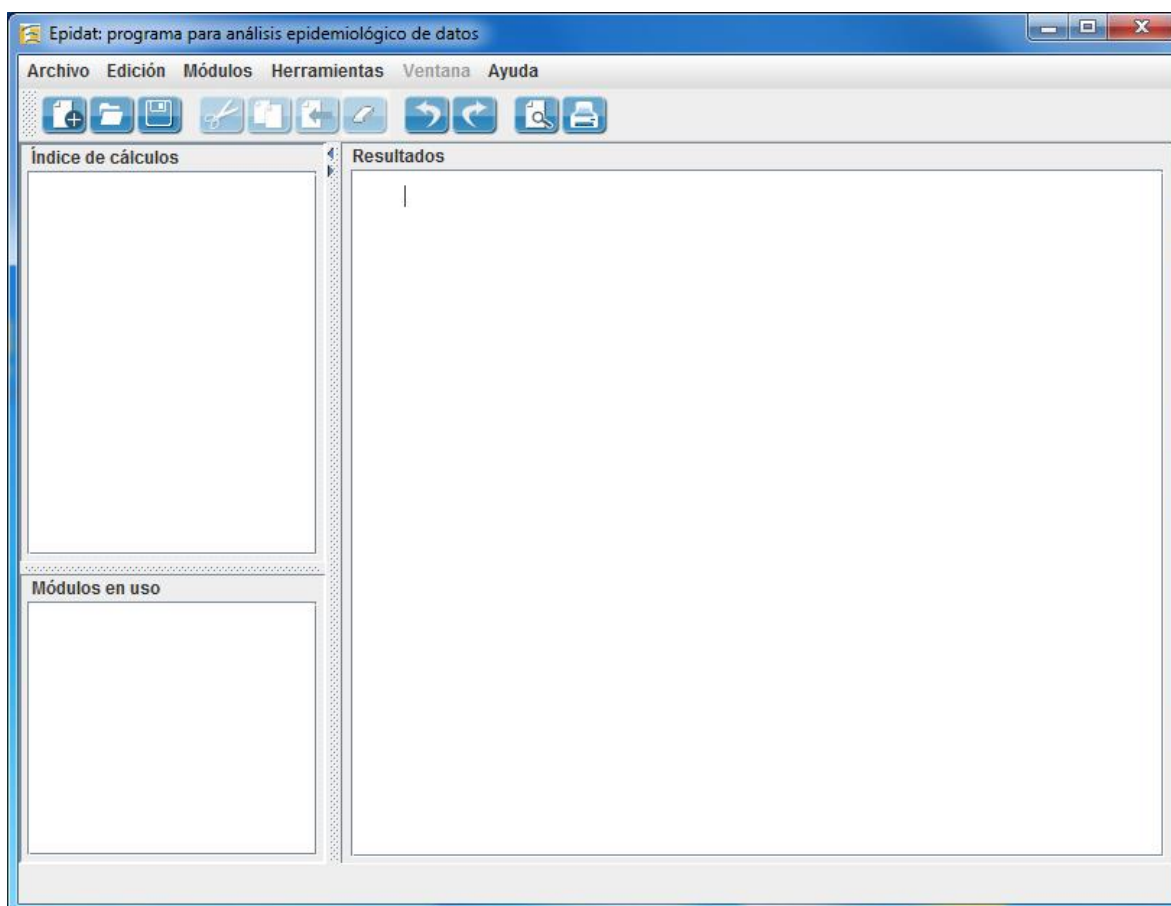 Epidat: programa para análisis epidemiológico de datos
Archivo Edición Módulos Herramientas Ventana Ayuda
Índice de cálculos
Resultados
Módulos en uso